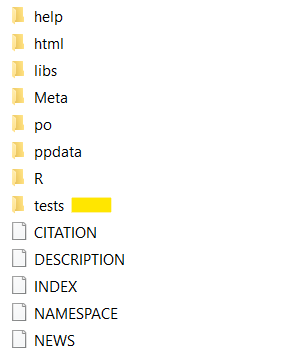 help
html
libs
Meta
po
ppdata
R
tests
CITATION
DESCRIPTION
INDEX
NAMESPACE
NEWS